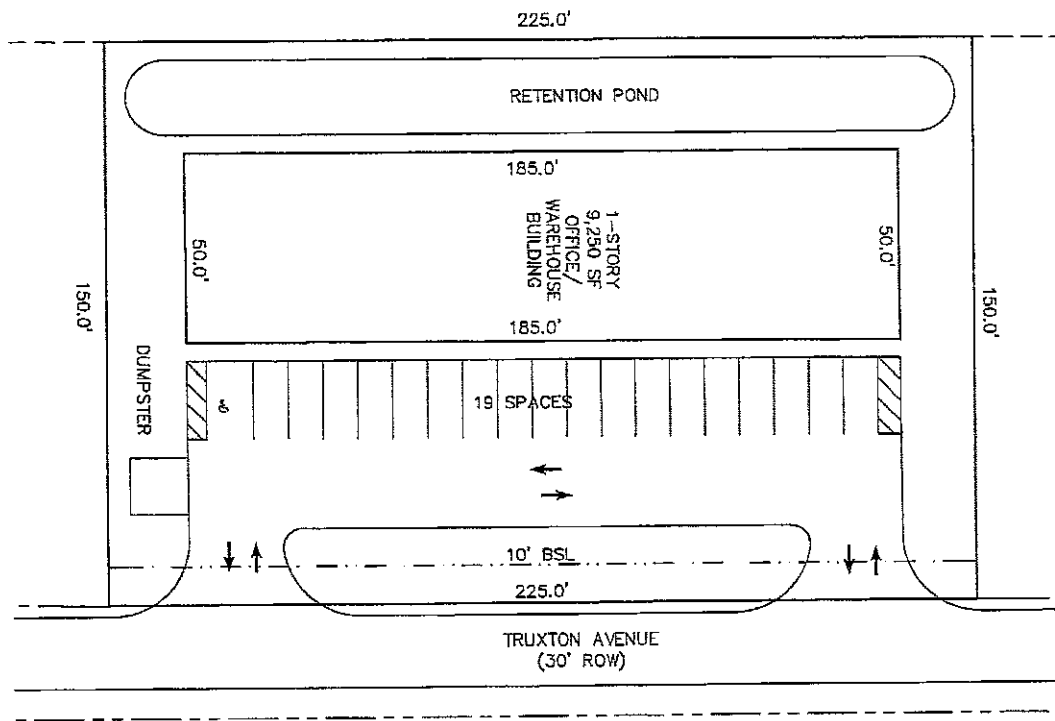 225.0'
RETENTION POND
185.0'
1-STORY
9,250 SF
OFFICE/
WAREHOUSE
BUILDING
50.0'
50.0'
150.0'
150.0'
185.0'
DUMPSTER
19 SPACES
10' BSL
225.0'
TRUXTON AVENUE
(30' ROW)